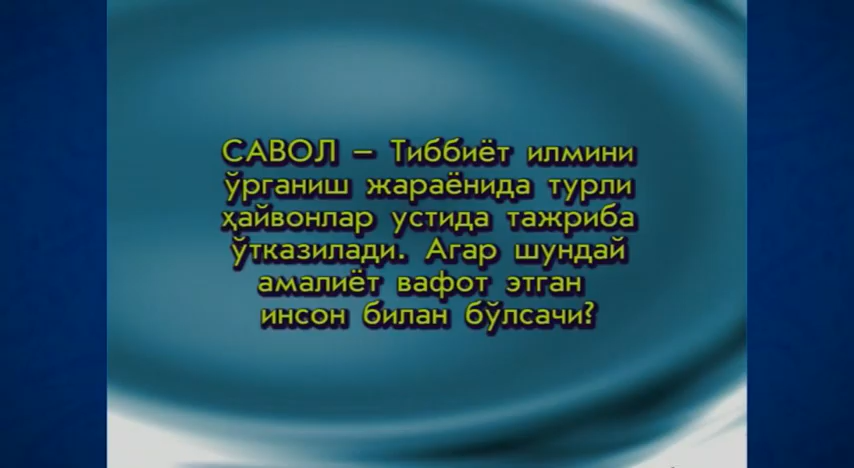 САВОЛ – Тиббиёт илмини
ўрганиш жараёнида турли
ҳайвонлар устида тажриба
ўтказилади. Агар шундай
амалиёт вафот этган
инсон билан бўлсачи?